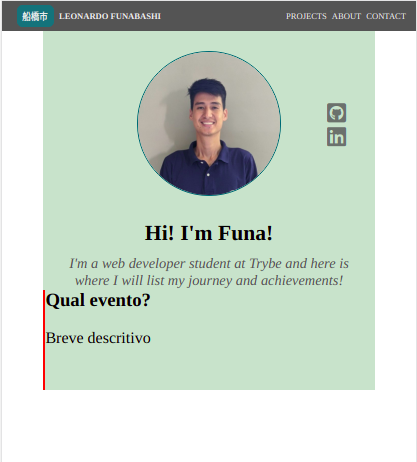 船橋市 LEONARDO FUNABASHI PROJECTS ABOUT CONTACT
Hi! I'm Funa!
I'm a web developer student at Trybe and here is
where I will list my journey and achievements!
Qual evento?
Breve descritivo